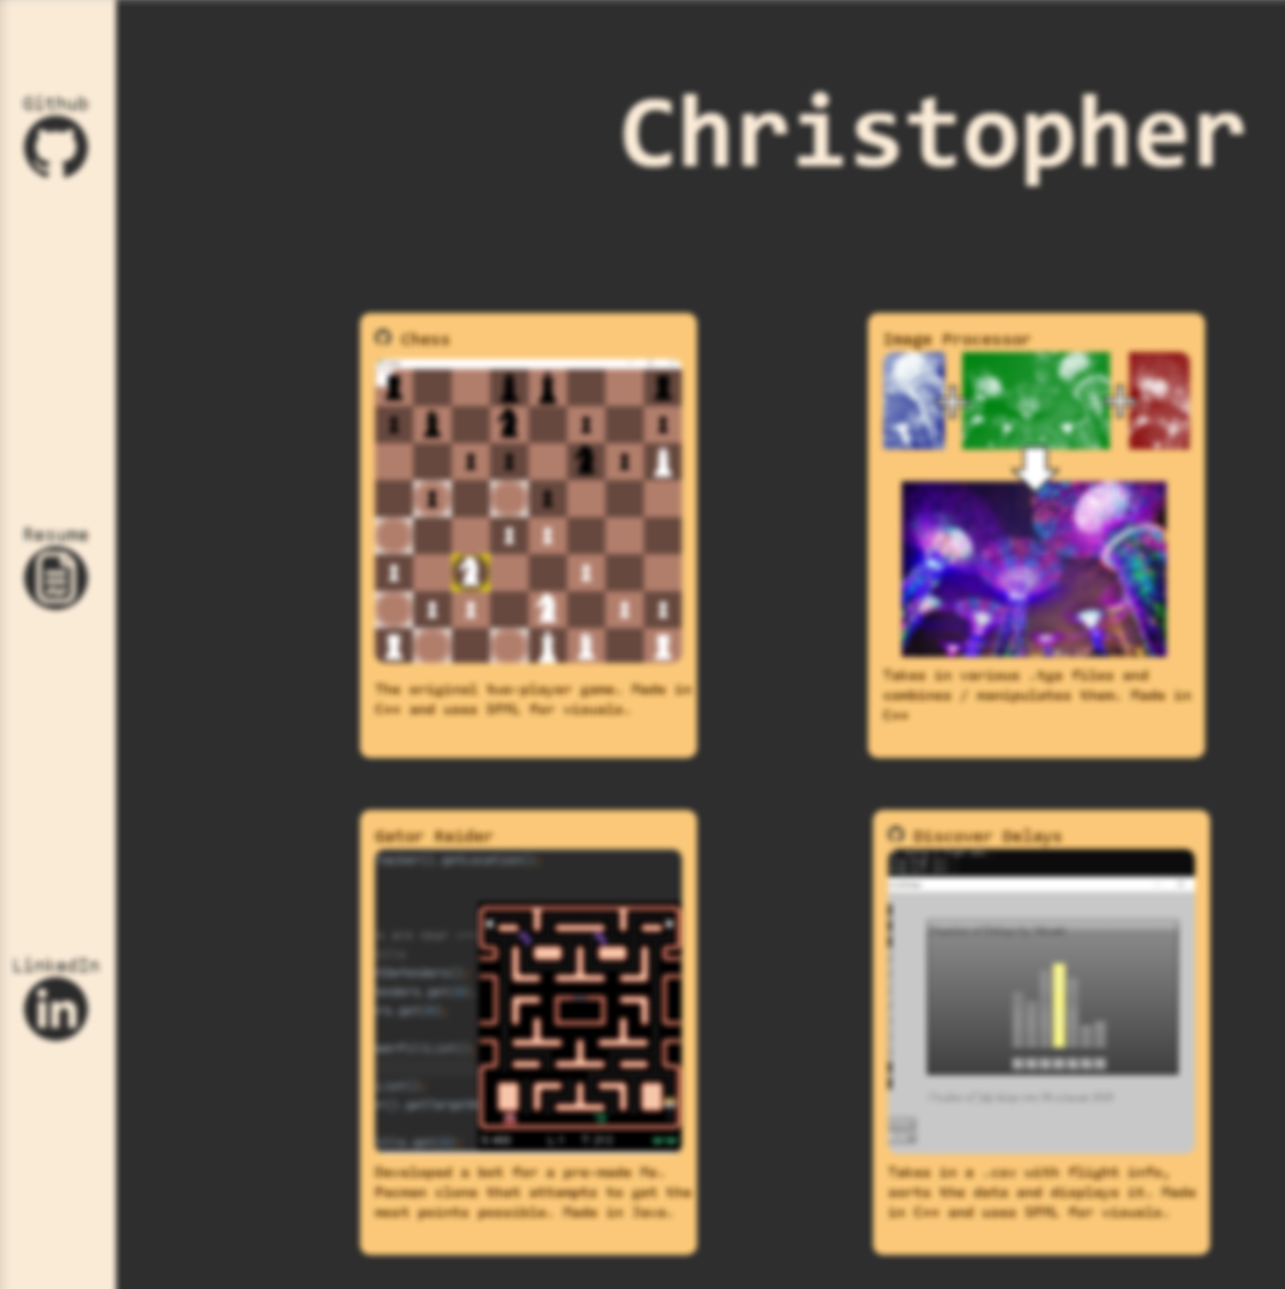 Github
Christopher
Chess
Image Processor
Resume
The original two-player game. Made in
C++ and uses SFML for visuals.
Takes in various .tga files and
combines / manipulates them. Made in
C++
Gator Raider
Discover Delays
LinkedIn
in
Developed a bot for a pre-made Ms.
Pacman clone that attempts to get the
most points possible. Made in Java.
Takes in a .csv with flight info,
sorts the data and displays it. Made
in C++ and uses SFML for visuals.